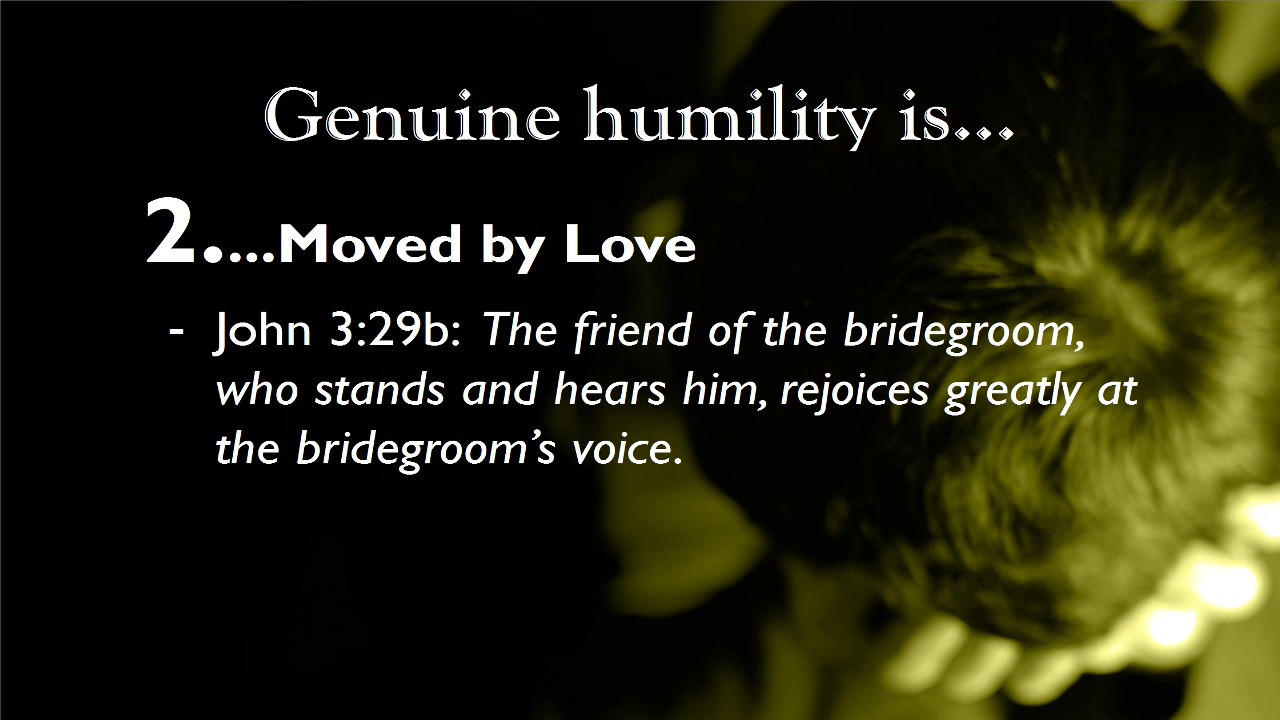 Genuine humility is...
2....Moved by Love
- John 3:29b: The friend of the bridegroom,
who stands and hears him, rejoices greatly at
the bridegroom’s voice.